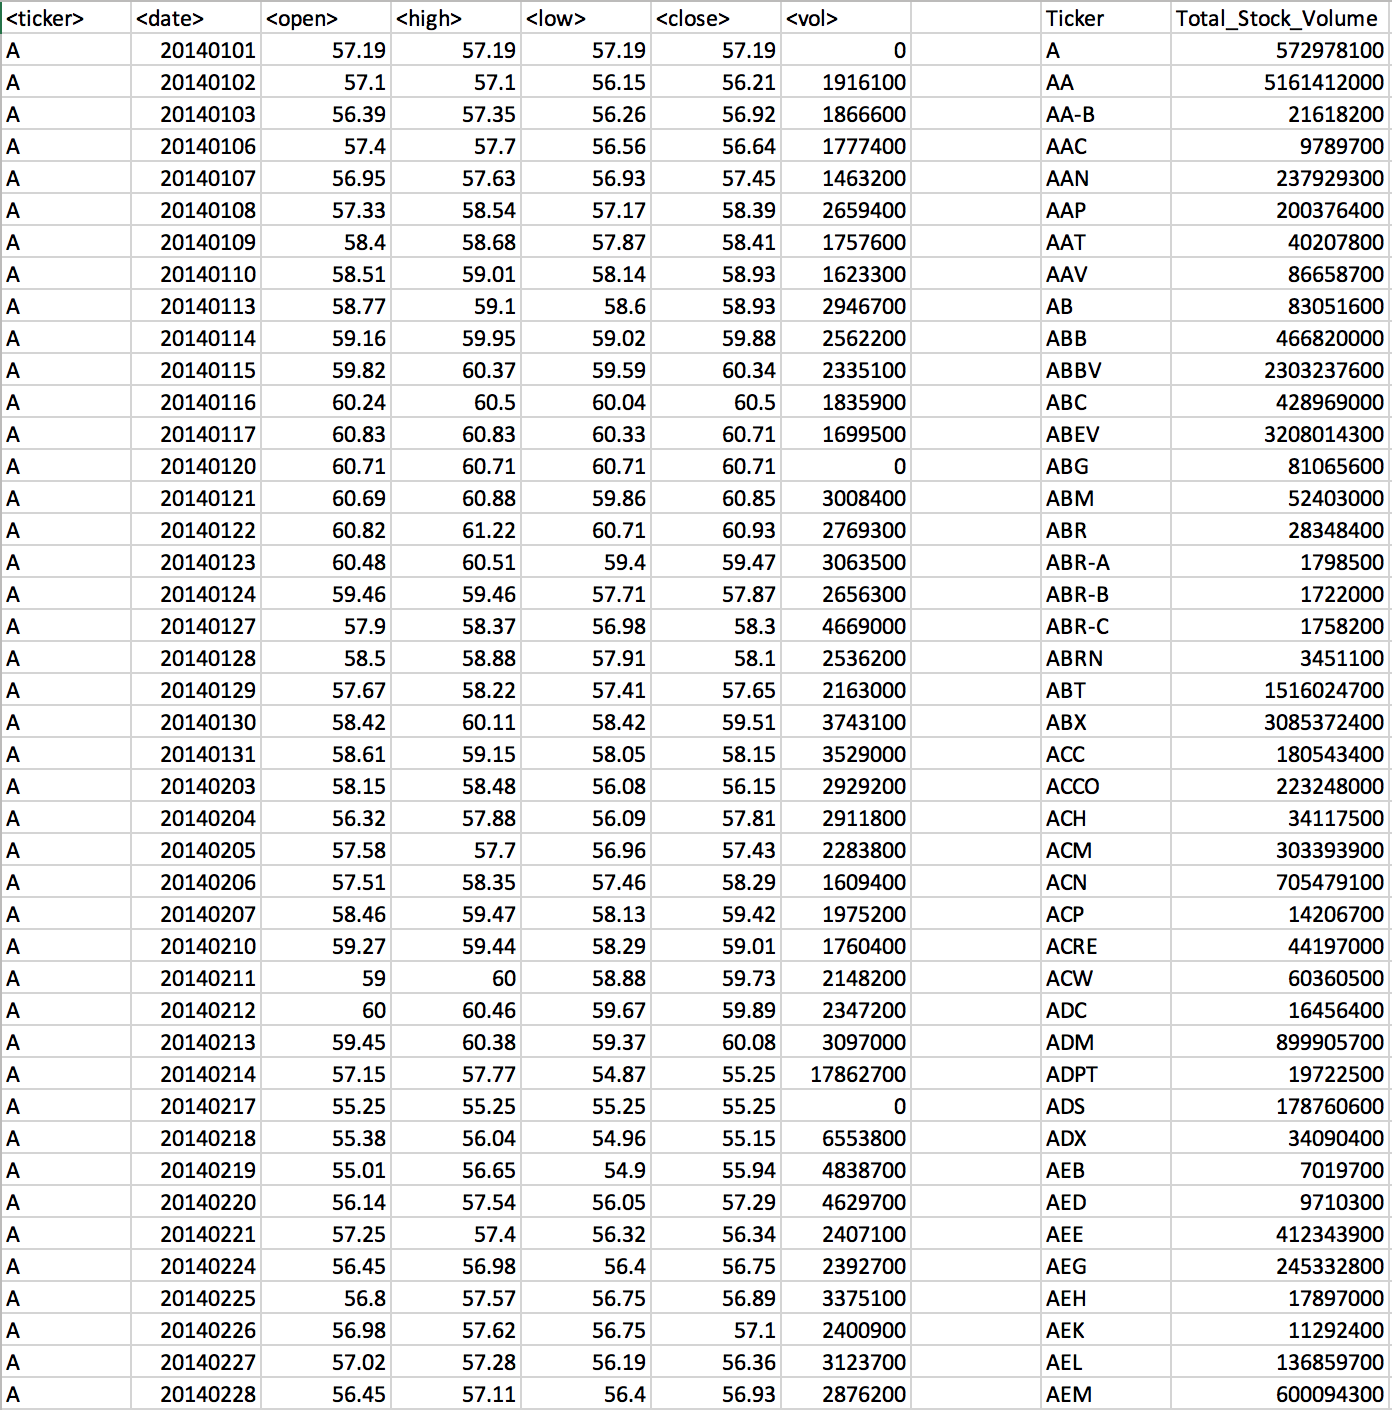 <ticker> <date> <open> <high> <low> <close> <vol> Ticker Total_Stock_Volume
A 20140101 57.19 57.19 57.19 57.19 0 A 572978100
A 20140102 57.1 57.1 56.15 56.21 1916100 AA 5161412000
A 20140103 56.39 57.35 56.26 56.92 1866600 AA-B 21618200
A 20140106 57.4 57.7 56.56 56.64 1777400 AAC 9789700
A 20140107 56.95 57.63 56.93 57.45 1463200 AAN 237929300
A 20140108 57.33 58.54 57.17 58.39 2659400 AAP 200376400
A 20140109 58.4 58.68 57.87 58.41 1757600 AAT 40207800
A 20140110 58.51 59.01 58.14 58.93 1623300 AAV 86658700
A 20140113 58.77 59.1 58.6 58.93 2946700 AB 83051600
A 20140114 59.16 59.95 59.02 59.88 2562200 ABB 466820000
A 20140115 59.82 60.37 59.59 60.34 2335100 ABBV 2303237600
A 20140116 60.24 60.5 60.04 60.5 1835900 ABC 428969000
A 20140117 60.83 60.83 60.33 60.71 1699500 ABEV 3208014300
A 20140120 60.71 60.71 60.71 60.71 0 ABG 81065600
A 20140121 60.69 60.88 59.86 60.85 3008400 ABM 52403000
A 20140122 60.82 61.22 60.71 60.93 2769300 ABR 28348400
A 20140123 60.48 60.51 59.4 59.47 3063500 ABR-A 1798500
A 20140124 59.46 59.46 57.71 57.87 2656300 ABR-B 1722000
A 20140127 57.9 58.37 56.98 58.3 4669000 ABR-C 1758200
A 20140128 58.5 58.88 57.91 58.1 2536200 ABRN 3451100
A 20140129 57.67 58.22 57.41 57.65 2163000 ABT 1516024700
A 20140130 58.42 60.11 58.42 59.51 3743100 ABX 3085372400
A 20140131 58.61 59.15 58.05 58.15 3529000 ACC 180543400
A 20140203 58.15 58.48 56.08 56.15 2929200 ACCO 223248000
A 20140204 56.32 57.88 56.09 57.81 2911800 ACH 34117500
A 20140205 57.58 57.7 56.96 57.43 2283800 ACM 303393900
A 20140206 57.51 58.35 57.46 58.29 1609400 ACN 705479100
A 20140207 58.46 59.47 58.13 59.42 1975200 ACP 14206700
A 20140210 59.27 59.44 58.29 59.01 1760400 ACRE 44197000
A 20140211 59 60 58.88 59.73 2148200 ACW 60360500
A 20140212 60 60.46 59.67 59.89 2347200 ADC 16456400
A 20140213 59.45 60.38 59.37 60.08 3097000 ADM 899905700
A 20140214 57.15 57.77 54.87 55.25 17862700 ADPT 19722500
A 20140217 55.25 55.25 55.25 55.25 0 ADS 178760600
A 20140218 55.38 56.04 54.96 55.15 6553800 ADX 34090400
A 20140219 55.01 56.65 54.9 55.94 4838700 AEB 7019700
A 20140220 56.14 57.54 56.05 57.29 4629700 AED 9710300
A 20140221 57.25 57.4 56.32 56.34 2407100 AEE 412343900
A 20140224 56.45 56.98 56.4 56.75 2392700 AEG 245332800
A 20140225 56.8 57.57 56.75 56.89 3375100 AEH 17897000
A 20140226 56.98 57.62 56.75 57.1 2400900 AEK 11292400
A 20140227 57.02 57.28 56.19 56.36 3123700 AEL 136859700
A 20140228 56.45 57.11 56.4 56.93 2876200 AEM 600094300